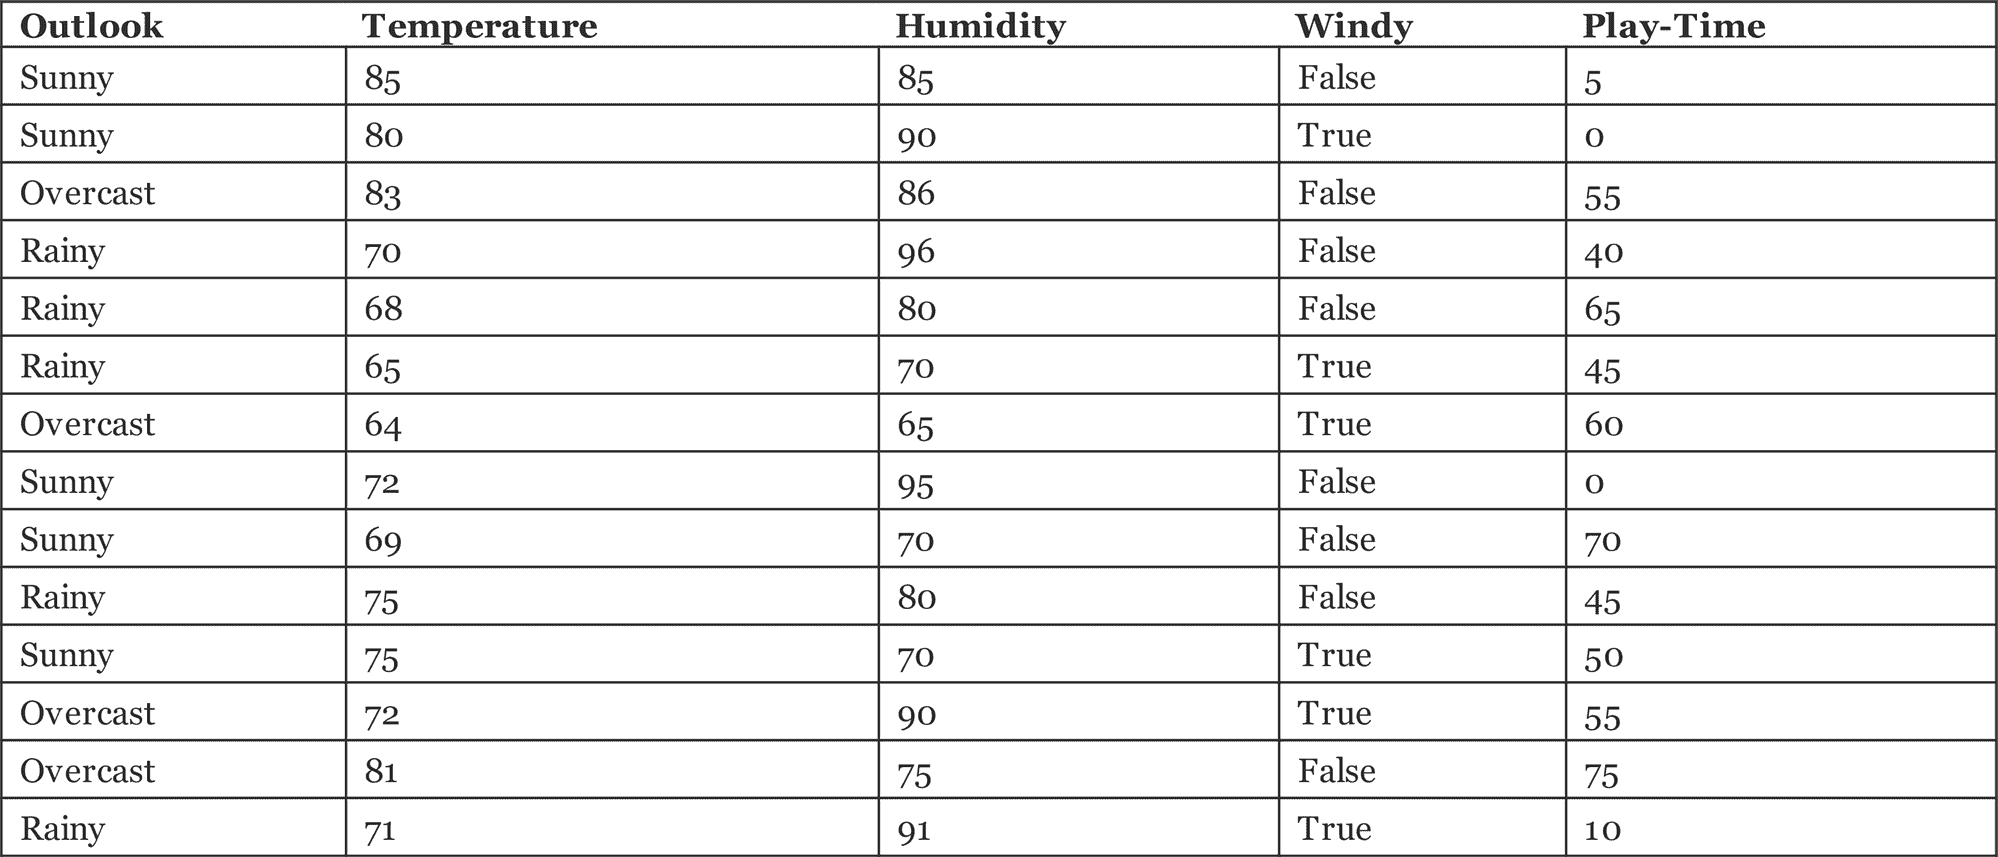 Outlook Temperature Humidity Windy Play-Time
Sunny 85 85 False 5
Sunny 80 90 True 0
Overcast 83 86 False 55
Rainy 70 96 False 40
Rainy 68 80 False 65
Rainy 65 70 True 45
Overcast 64 65 True 60
Sunny 72 95 False 0
Sunny 69 70 False 70
Rainy 75 80 False 45
Sunny 75 70 True 50
Overcast 72 90 True 55
Overcast 81 75 False 75
Rainy 71 91 True 10